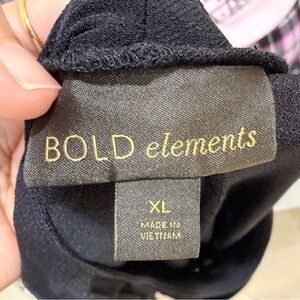 BOLD elements
XL
MADE IN
VIETNAM